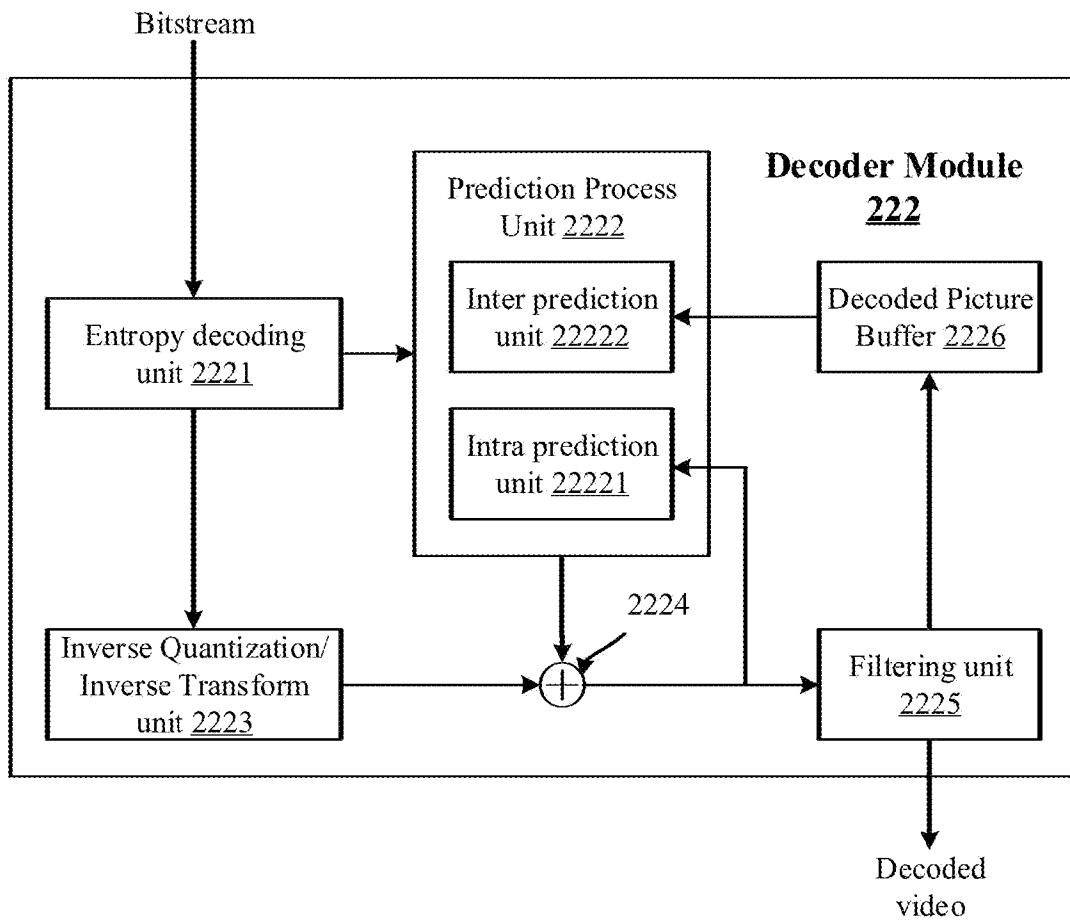 Bitstream
Decoder Module
222
Prediction Process
Unit 2222
Inter prediction
unit 22222
Decoded Picture
Buffer 2226
Entropy decoding
unit 2221
Intra prediction
unit 22221
2224
Inverse Quantization/
Inverse Transform
unit 2223
Filtering unit
2225
Decoded
video